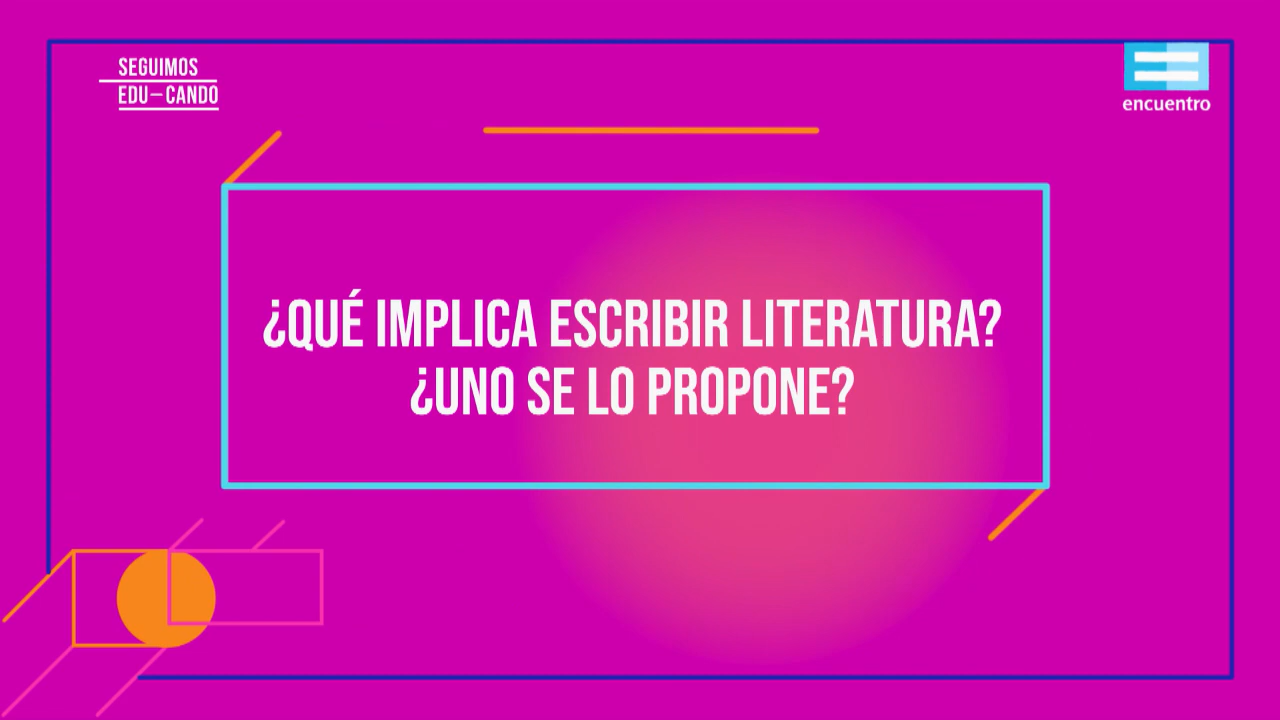 SEGUIMOS
EDU–CANDO
encuentro
¿QUÉ IMPLICA ESCRIBIR LITERATURA?
¿UNO SE LO PROPONE?